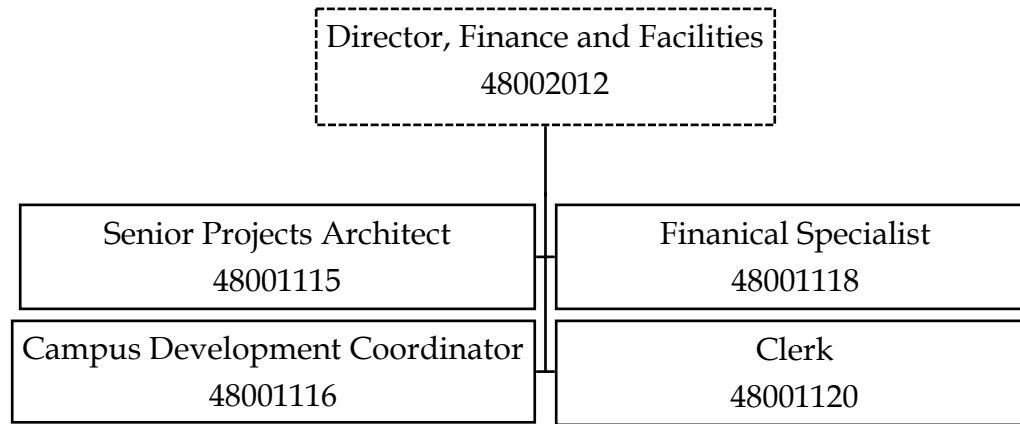 Director, Finance and Facilities
48002012
Senior Projects Architect
48001115
Finanical Specialist
48001118
Campus Development Coordinator
48001116
Clerk
48001120